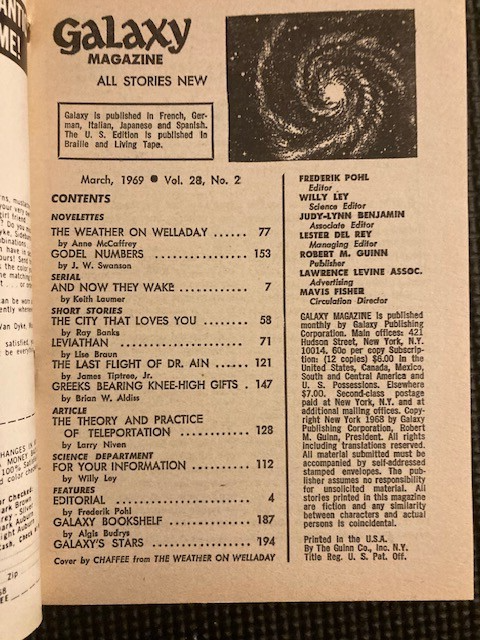 ANT
ME!
Galaxy
MAGAZINE
ALL STORIES NEW
Galaxy is published in French, Ger-
man, Italian, Japanese and Spanish.
The U. S. Edition is published in
Braille and Living Tape.
March, 1969 ● Vol. 28, No. 2
CONTENTS
NOVELETTES
THE WEATHER ON WELLADAY ...... 77
by Anne McCaffrey
GODEL NUMBERS ............... 153
by J. W. Swanson
SERIAL
AND NOW THEY WAKE ............. 7
by Keith Laumer
SHORT STORIES
THE CITY THAT LOVES YOU ........ 58
by Ray Banks
LEVIATHAN ..................... 71
by Lise Braun
THE LAST FLIGHT OF DR. AIN ...... 121
by James Tiptree, Jr.
GREEKS BEARING KNEE-HIGH GIFTS . 147
by Brian W. Aldiss
ARTICLE
THE THEORY AND PRACTICE
OF TELEPORTATION ............ 128
by Larry Niven
SCIENCE DEPARTMENT
FOR YOUR INFORMATION .......... 112
by Willy Ley
FEATURES
EDITORIAL ..................... 4
by Frederik Pohl
GALAXY BOOKSHELF .............. 187
by Algis Budrys
GALAXY'S STARS ................ 194
Cover by CHAFFEE from THE WEATHER ON WELLADAY
FREDERIK POHL
Editor
WILLY LEY
Science Editor
JUDY-LYNN BENJAMIN
Associate Editor
LESTER DEL REY
Managing Editor
ROBERT M. GUINN
Publisher
LAWRENCE LEVINE ASSOC.
Advertising
MAVIS FISHER
Circulation Director
GALAXY MAGAZINE is published
monthly by Galaxy Publishing
Corporation. Main offices: 421
Hudson Street, New York, N.Y.
10014. 60c per copy. Subscrip-
tion: (12 copies) $6.00 in the
United States, Canada, Mexico,
South and Central America and
U. S. Possessions. Elsewhere
$7.00. Second-class postage
paid at New York, N.Y. and at
additional mailing offices. Copy-
right New York 1968 by Galaxy
Publishing Corporation, Robert
M. Guinn, President. All rights
including translations reserved.
All material submitted must be
accompanied by self-addressed
stamped envelopes. The pub-
lisher assumes no responsibility
for unsolicited material. All
stories printed in this magazine
are fiction and any similarity
between characters and actual
persons is coincidental.
Printed in the U.S.A.
By The Guinn Co., Inc. N.Y.
Title Reg. U. S. Pat. Off.